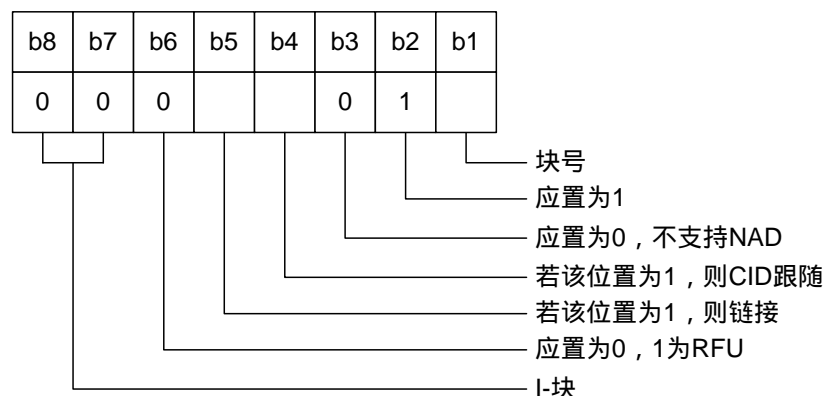 b8 b7 b6 b5 b4 b3 b2 b1
0 0 0 0 1
块号
应置为1
应置为0，不支持NAD
若该位置为1，则CID跟随
若该位置为1，则链接
应置为0，1为RFU
I-块